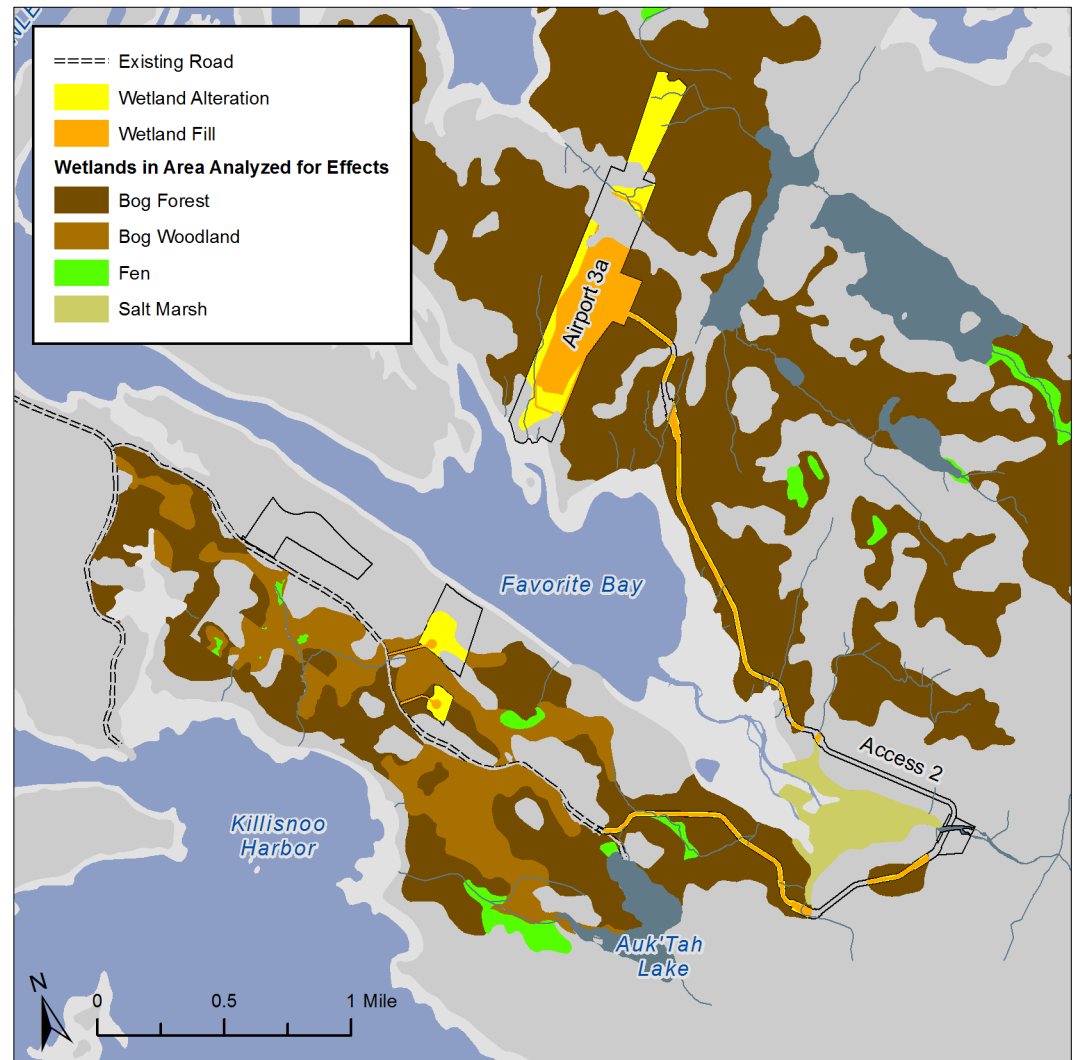 NLE
Existing Road
Wetland Alteration
Wetland Fill
Wetlands in Area Analyzed for Effects
Bog Forest
Bog Woodland
Fen
Salt Marsh
Airport 3a
Favorite Bay
Access 2
Killisnoo
Harbor
Auk'Tah
Lake
N
0 0.5 1 Mile